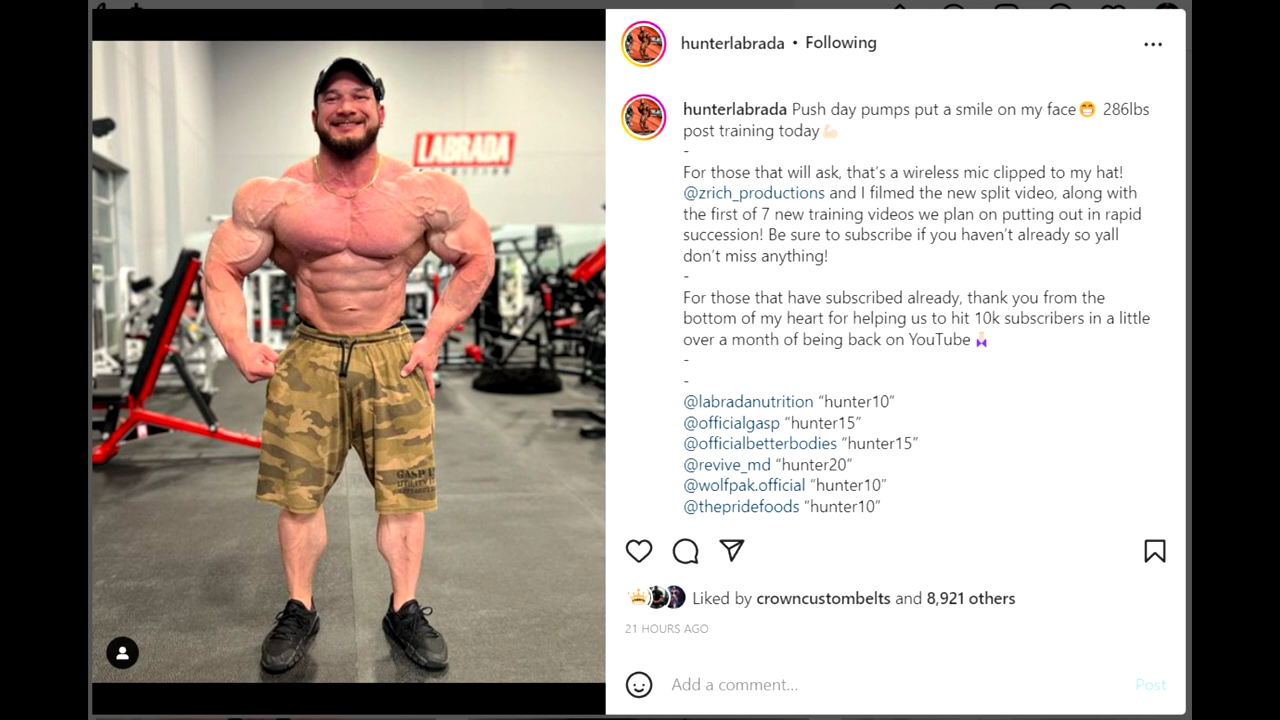 hunterlabrada • Following
hunterlabrada Push day pumps put a smile on my face😁 286lbs
post training today💪🏻
-
For those that will ask, that's a wireless mic clipped to my hat!
@zrich_productions and I filmed the new split video, along with
the first of 7 new training videos we plan on putting out in rapid
succession! Be sure to subscribe if you haven't already so yall
don't miss anything!
-
For those that have subscribed already, thank you from the
bottom of my heart for helping us to hit 10k subscribers in a little
over a month of being back on YouTube
-
-
@labradanutrition “hunter10”
@officialgasp “hunter15”
@officialbetterbodies “hunter15”
@revive_md “hunter20”
@wolfpak.official “hunter10”
@thepridefoods “hunter10”
Liked by crowncustombelts and 8,921 others
21 HOURS AGO
Add a comment...
Post
LABRADA
GASP